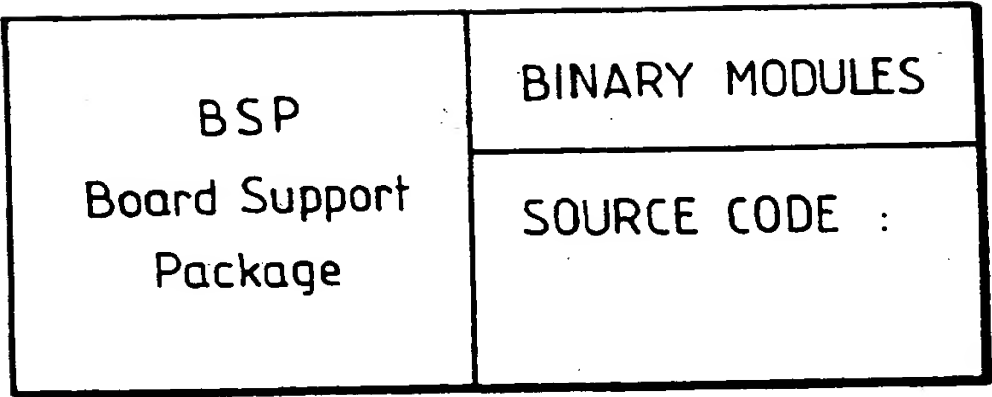 BSP
Board Support
Package
BINARY MODULES
SOURCE CODE :